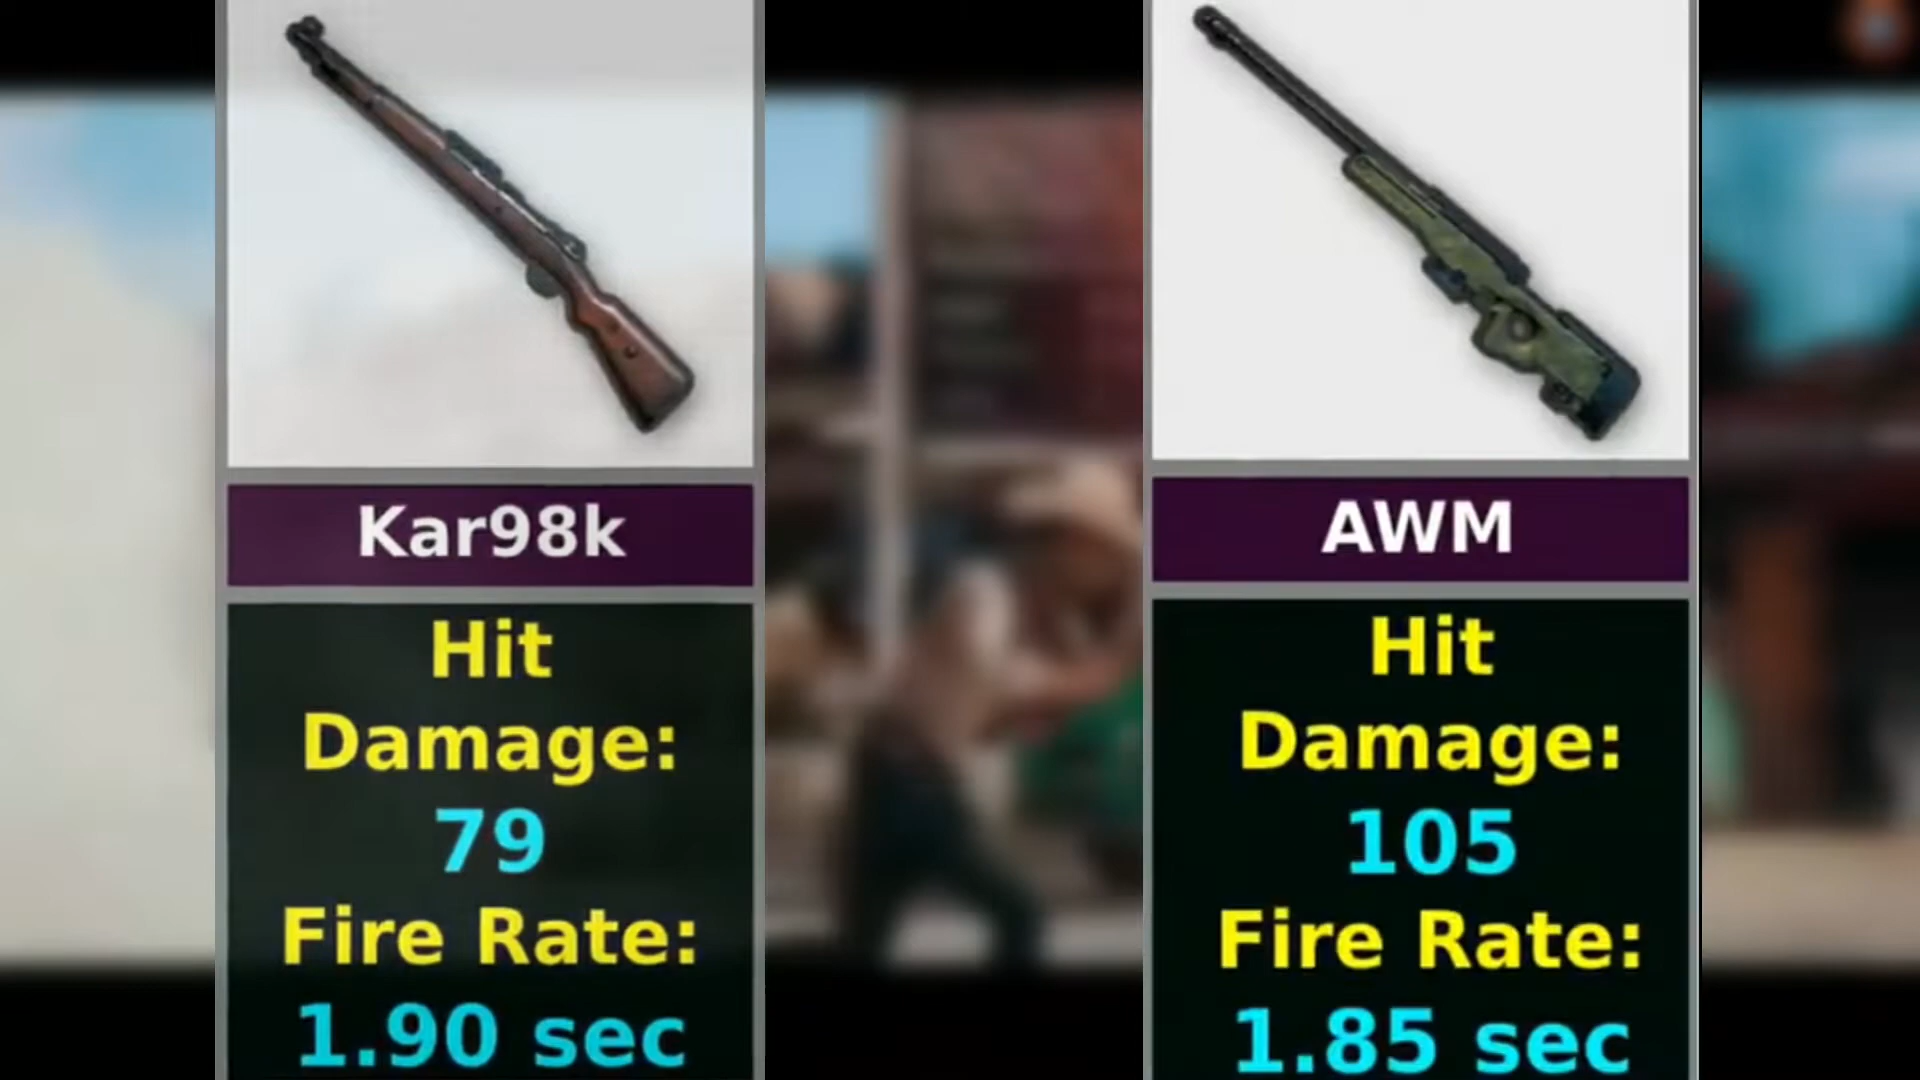 Kar98k
Hit
Damage:
79
Fire Rate:
1.90 sec
AWM
Hit
Damage:
105
Fire Rate:
1.85 sec